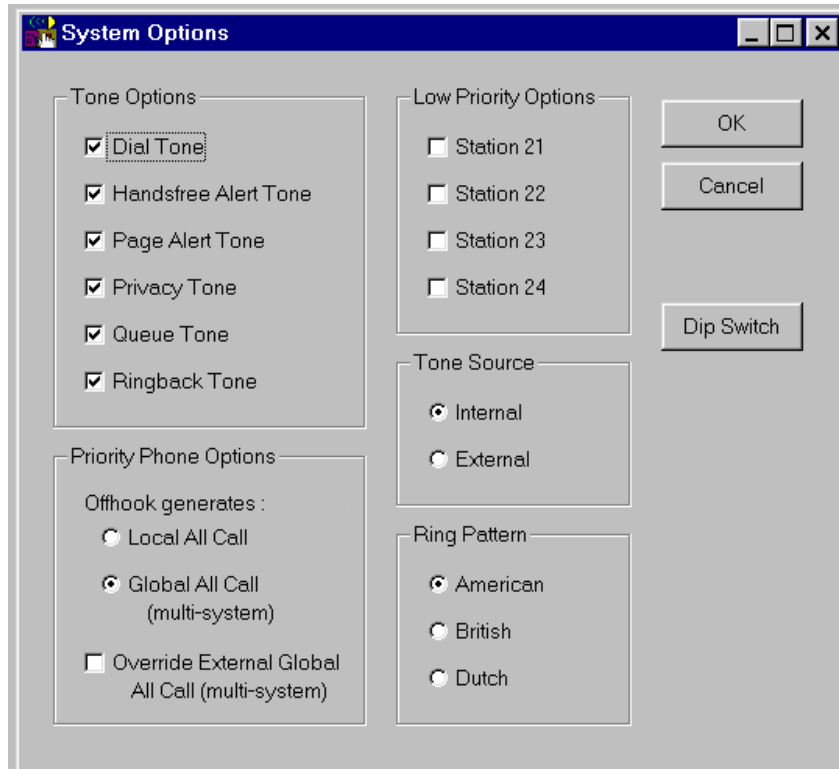 System Options
Tone Options
Dial Tone
Handsfree Alert Tone
Page Alert Tone
Privacy Tone
Queue Tone
Ringback Tone
Priority Phone Options
Offhook generates :
Local All Call
Global All Call
(multi-system)
Override External Global
All Call (multi-system)
Low Priority Options
Station 21
Station 22
Station 23
Station 24
Tone Source
Internal
External
Ring Pattern
American
British
Dutch
OK
Cancel
Dip Switch